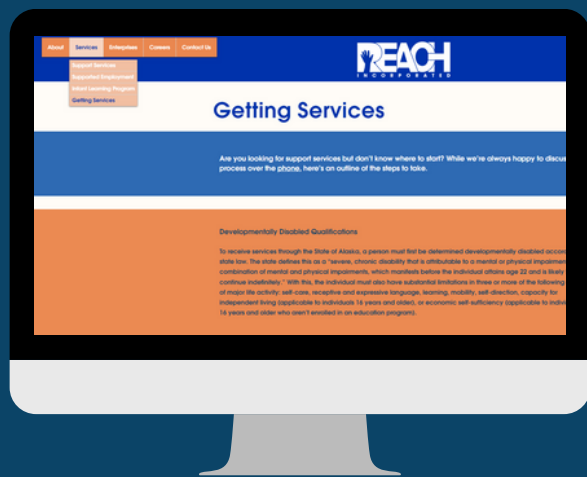 About Services Enterprises Careers Contact Us
Support Services
Supported Employment
Infant Learning Program
Getting Services
REACH
INCORPORATED
Getting Services
Are you looking for support services but don't know where to start? While we're always happy to discus
process over the phone, here's an outline of the steps to take.
Developmentally Disabled Qualifications
To receive services through the State of Alaska, a person must first be determined developmentally disabled accor
state law. The state defines this as a "severe, chronic disability that is attributable to a mental or physical impairmen
combination of mental and physical impairments, which manifests before the individual attains age 22 and is likely
continue indefinitely." With this, the individual must also have substantial limitations in three or more of the following
of major life activity: self-care, receptive and expressive language, learning, mobility, self-direction, capacity for
independent living (applicable to individuals 16 years and older), or economic self-sufficiency (applicable to indivi
16 years and older who aren't enrolled in an education program).